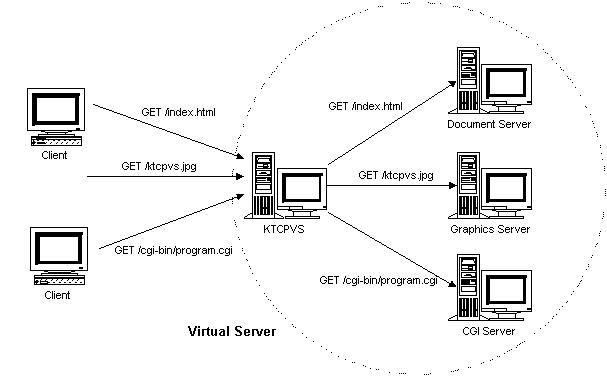 GET /index.html
GET /index.html
Document Server
Client
GET /ktcpvs.jpg
GET /ktcpvs.jpg
KTCPVS
Graphics Server
GET /cgi-bin/program.cgi
GET /cgi-bin/program.cgi
Client
Virtual Server
CGI Server